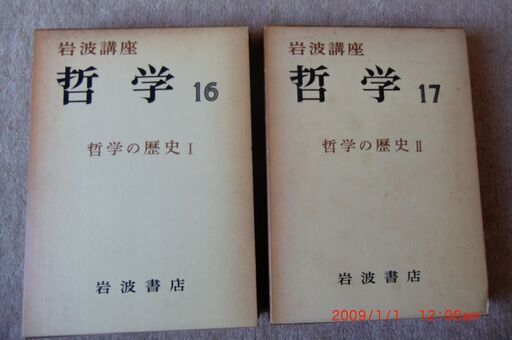 岩波講座
哲学 16
哲学の歴史 I
岩波書店
岩波講座
哲学 17
哲学の歴史 II
岩波書店
2009/1/1 12:00am